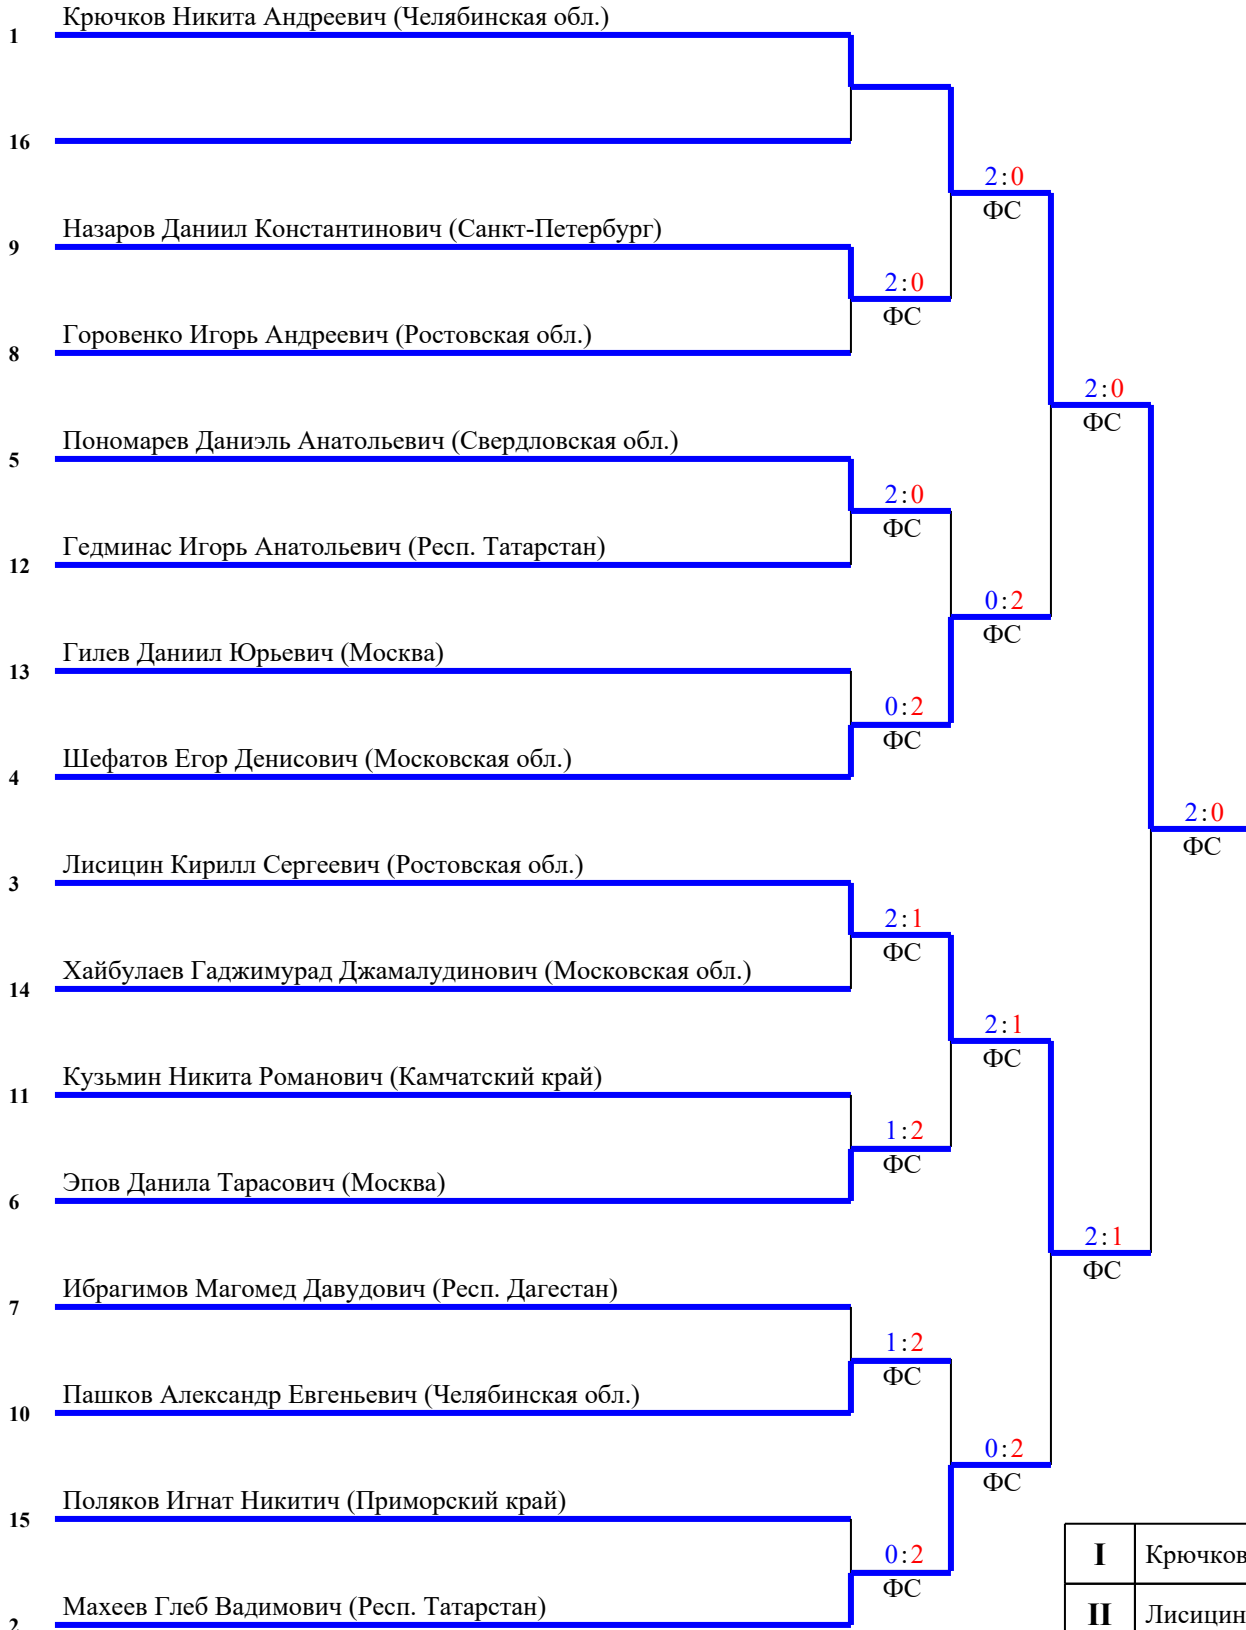 Крючков Никита Андреевич (Челябинская обл.)
1
16
2:0
ФС
Назаров Даниил Константинович (Санкт-Петербург)
9
2:0
ФС
Горовенко Игорь Андреевич (Ростовская обл.)
8
2:0
ФС
Пономарев Даниэль Анатольевич (Свердловская обл.)
5
2:0
ФС
Гедминас Игорь Анатольевич (Респ. Татарстан)
12
0:2
ФС
Гилев Даниил Юрьевич (Москва)
13
0:2
ФС
Шефатов Егор Денисович (Московская обл.)
4
2:0
ФС
Лисицин Кирилл Сергеевич (Ростовская обл.)
3
2:1
ФС
Хайбулаев Гаджимурад Джамалудинович (Московская обл.)
14
2:1
ФС
Кузьмин Никита Романович (Камчатский край)
11
1:2
ФС
Эпов Данила Тарасович (Москва)
6
2:1
ФС
Ибрагимов Магомед Давудович (Респ. Дагестан)
7
1:2
ФС
Пашков Александр Евгеньевич (Челябинская обл.)
10
0:2
ФС
Поляков Игнат Никитич (Приморский край)
15
0:2
ФС
Махеев Глеб Вадимович (Респ. Татарстан)
2
I Крючков
II Лисицин